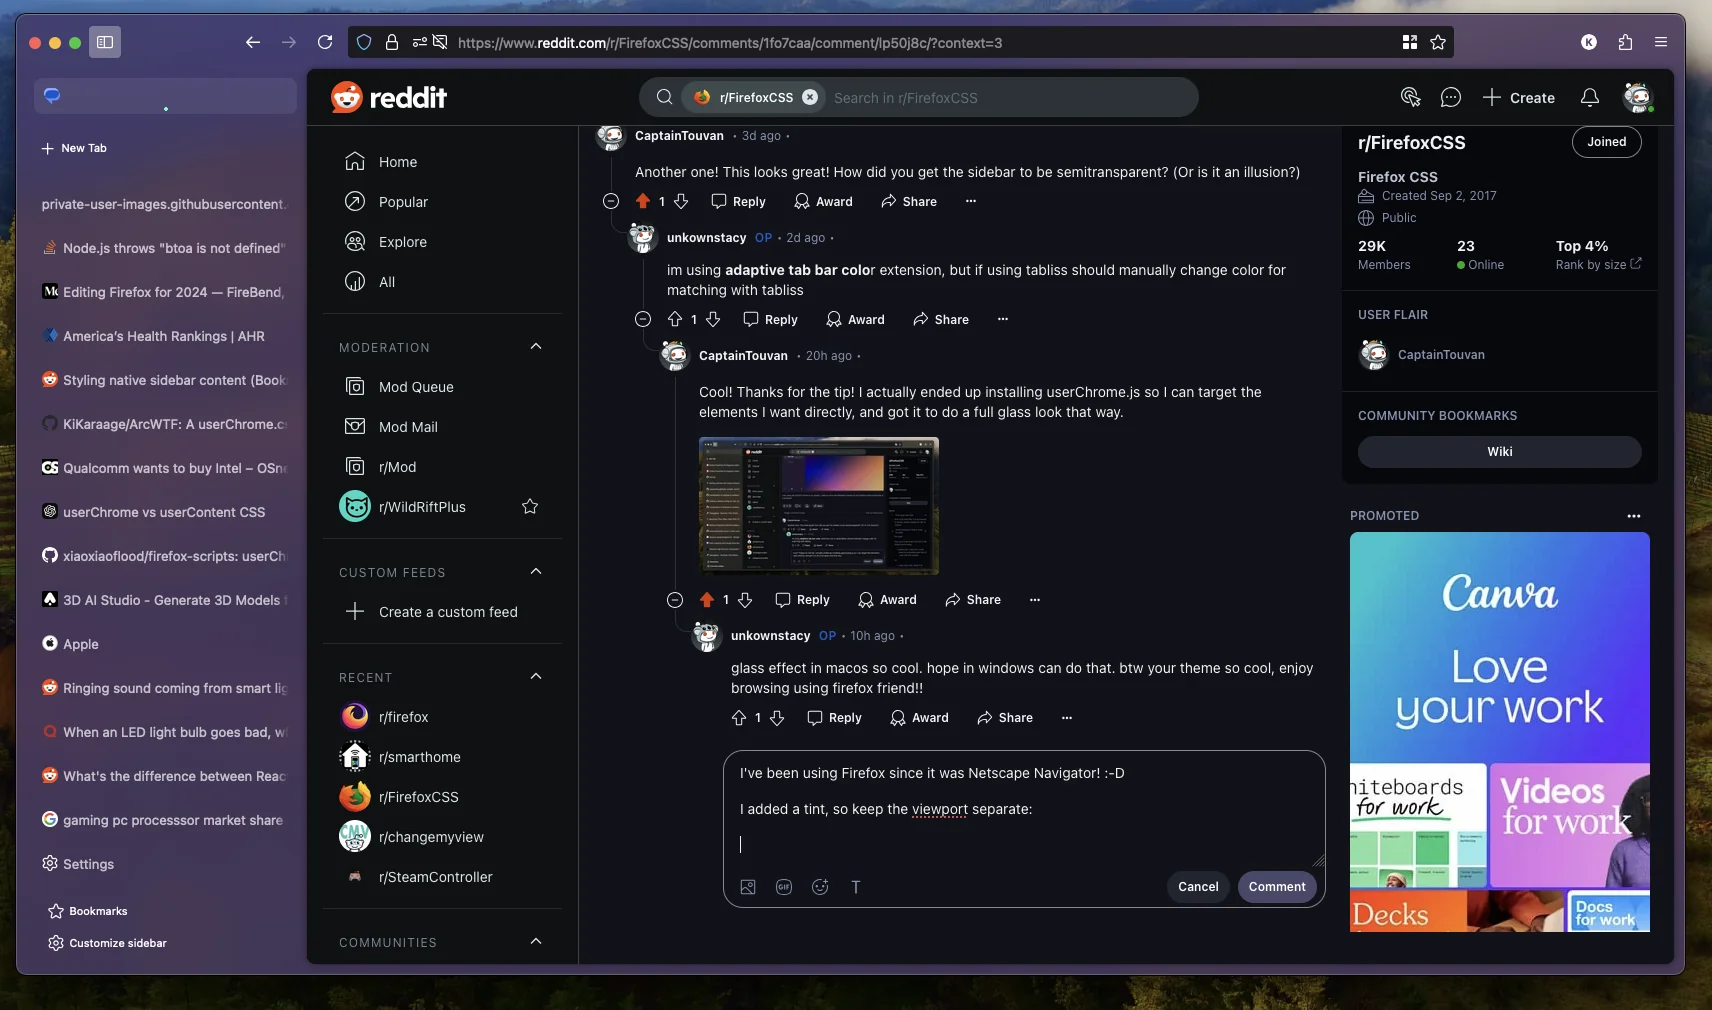 https://www.reddit.com/r/FirefoxCSS/comments/1fo7caa/comment/lp50j8c/?context=3
K
New Tab
private-user-images.githubusercontent.
Node.js throws "btoa is not defined"
Editing Firefox for 2024 — FireBend,
America's Health Rankings | AHR
Styling native sidebar content (Book
KiKaraage/ArcWTF: A userChrome.cs
Qualcomm wants to buy Intel – OSne
userChrome vs userContent CSS
xiaoxiaoflood/firefox-scripts: userCh
3D AI Studio - Generate 3D Models f
Apple
Ringing sound coming from smart lig
When an LED light bulb goes bad, w
What's the difference between Reac
gaming pc processsor market share
Settings
Bookmarks
Customize sidebar
reddit
r/FirefoxCSS
Search in r/FirefoxCSS
Create
Home
Popular
Explore
All
MODERATION
Mod Queue
Mod Mail
r/Mod
r/WildRiftPlus
CUSTOM FEEDS
Create a custom feed
RECENT
r/firefox
r/smarthome
r/FirefoxCSS
CMV
r/changemyview
r/SteamController
COMMUNITIES
CaptainTouvan • 3d ago •
Another one! This looks great! How did you get the sidebar to be semitransparent? (Or is it an illusion?)
1 Reply Award Share ...
unkownstacy OP • 2d ago •
im using adaptive tab bar color extension, but if using tabliss should manually change color for
matching with tabliss
1 Reply Award Share ...
CaptainTouvan • 20h ago •
Cool! Thanks for the tip! I actually ended up installing userChrome.js so I can target the
elements I want directly, and got it to do a full glass look that way.
1 Reply Award Share ...
unkownstacy OP • 10h ago •
glass effect in macos so cool. hope in windows can do that. btw your theme so cool, enjoy
browsing using firefox friend!!
1 Reply Award Share ...
I've been using Firefox since it was Netscape Navigator! :-D
I added a tint, so keep the viewport separate:
GIF
T
Cancel
Comment
r/FirefoxCSS
Joined
Firefox CSS
Created Sep 2, 2017
Public
29K 23 Top 4%
Members Online Rank by size
USER FLAIR
CaptainTouvan
COMMUNITY BOOKMARKS
Wiki
PROMOTED ...
Canva
Love
your work
iteboards
for work
Videos
for work
Decks
Docs
for work